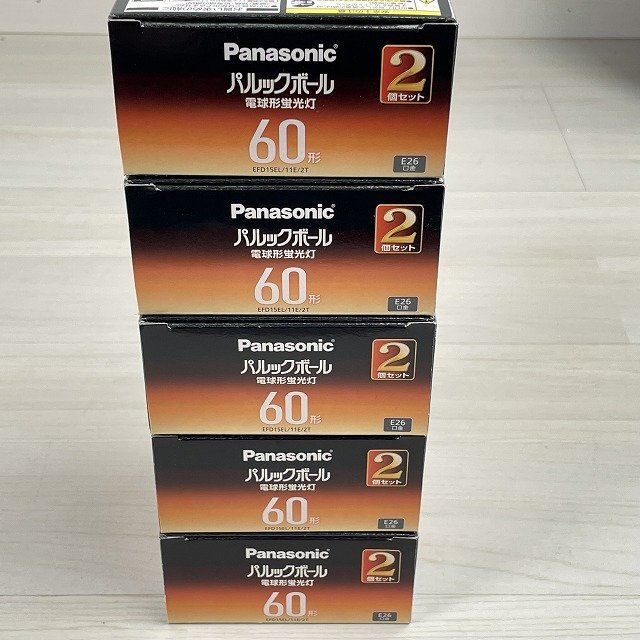 Panasonic
パルックボール
電球形蛍光灯
60形
EFD15EL/11E/2T
2
個セット
E26
口金
Panasonic
パルックボール
電球形蛍光灯
60形
EFD15EL/11E/2T
2
個セット
E26
口金
Panasonic
パルックボール
電球形蛍光灯
60形
EFD15EL/11E/2T
2
個セット
E26
口金
Panasonic
パルックボール
電球形蛍光灯
60形
EFD15EL/11E/2T
2
個セット
E26
口金
Panasonic
パルックボール
電球形蛍光灯
60形
2
個セット
E26
口金